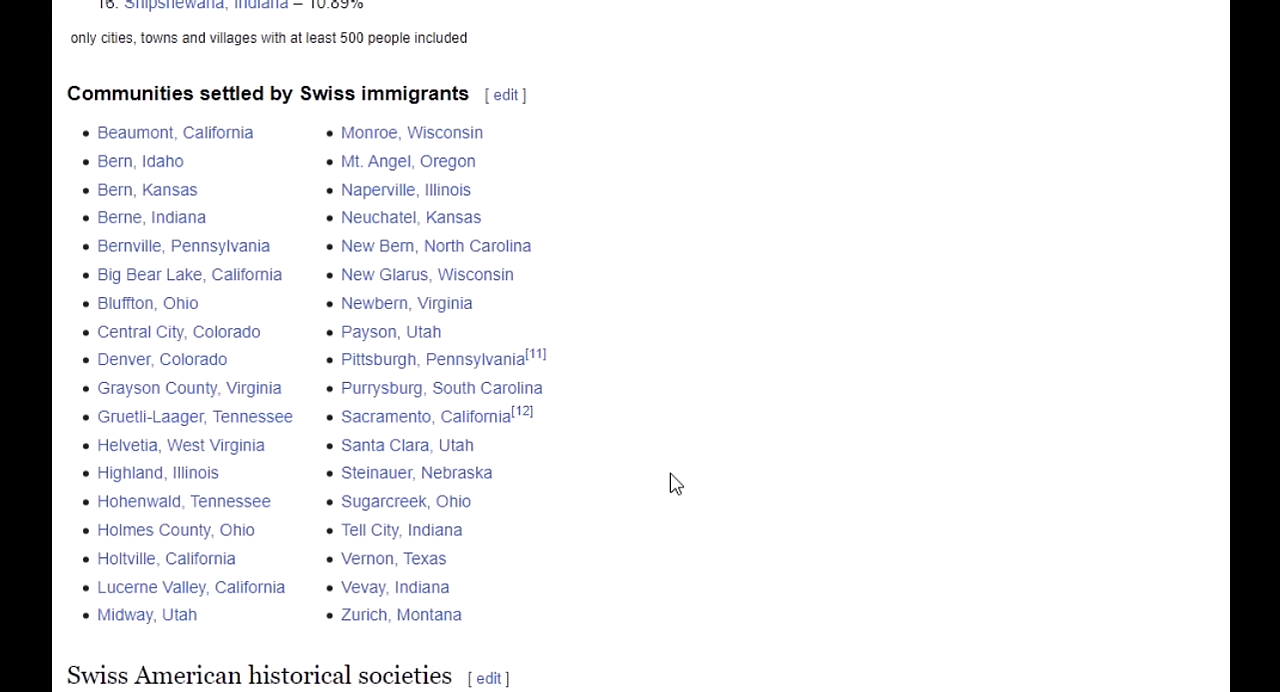 16. Shipshewana, Indiana – 10.89%
only cities, towns and villages with at least 500 people included
Communities settled by Swiss immigrants [ edit ]
Beaumont, California
Bern, Idaho
Bern, Kansas
Berne, Indiana
Bernville, Pennsylvania
Big Bear Lake, California
Bluffton, Ohio
Central City, Colorado
Denver, Colorado
Grayson County, Virginia
Gruetli-Laager, Tennessee
Helvetia, West Virginia
Highland, Illinois
Hohenwald, Tennessee
Holmes County, Ohio
Holtville, California
Lucerne Valley, California
Midway, Utah
Monroe, Wisconsin
Mt. Angel, Oregon
Naperville, Illinois
Neuchatel, Kansas
New Bern, North Carolina
New Glarus, Wisconsin
Newbern, Virginia
Payson, Utah
Pittsburgh, Pennsylvania[11]
Purrysburg, South Carolina
Sacramento, California[12]
Santa Clara, Utah
Steinauer, Nebraska
Sugarcreek, Ohio
Tell City, Indiana
Vernon, Texas
Vevay, Indiana
Zurich, Montana
Swiss American historical societies [ edit ]